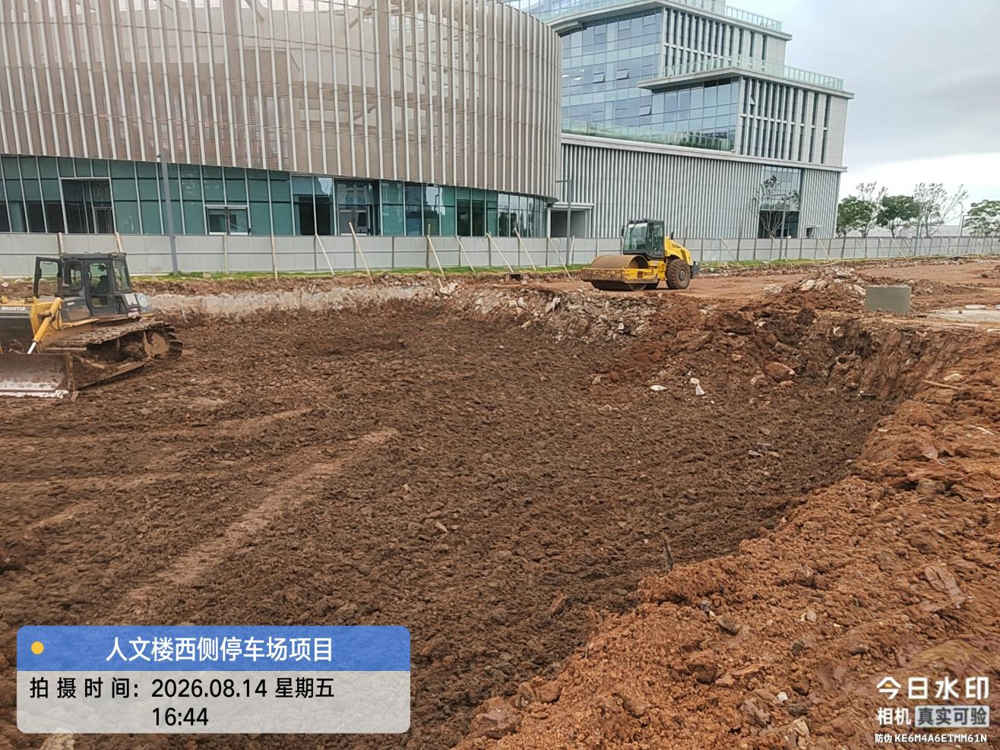 SHANTUI
人文楼西侧停车场项目
拍摄时间: 2026.08.14 星期五
16:44
今日水印
相机 真实可验
防伪 KE6M4A6ETMM61N